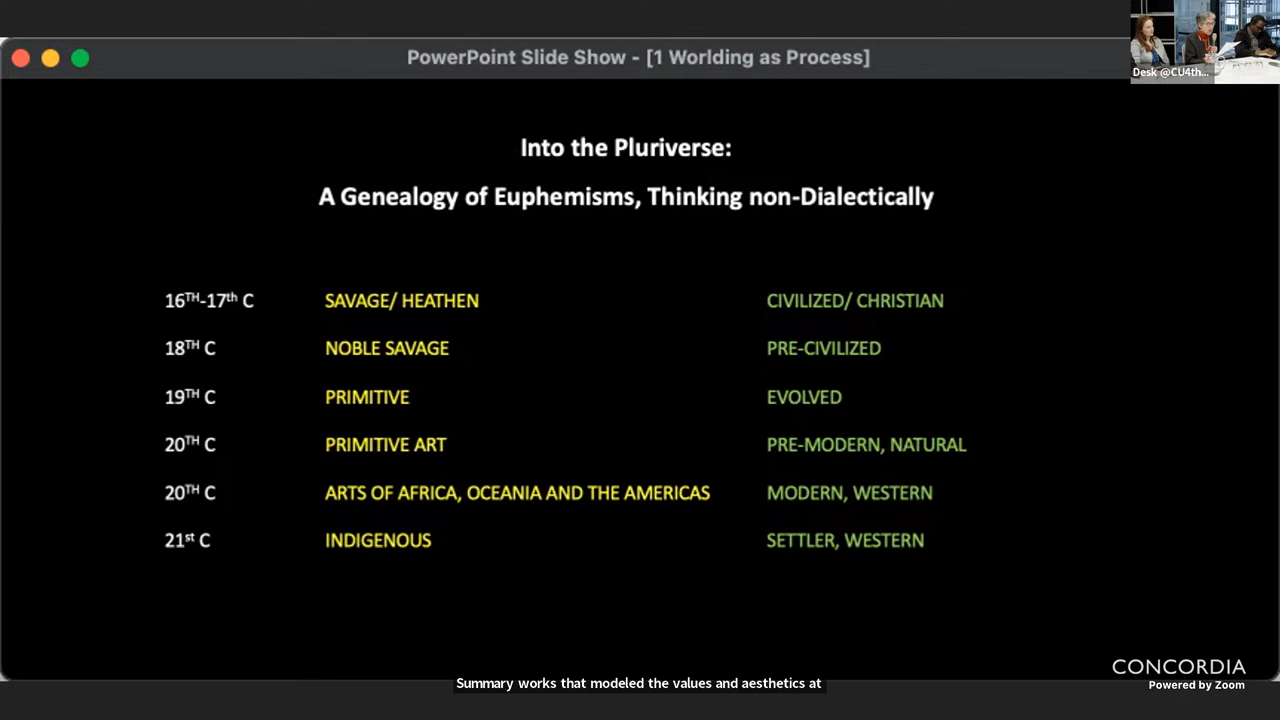 PowerPoint Slide Show - [1 Worlding as Process]
Desk @CU4th...
Into the Pluriverse:
A Genealogy of Euphemisms, Thinking non-Dialectically
16TH-17th C SAVAGE/ HEATHEN CIVILIZED/ CHRISTIAN
18TH C NOBLE SAVAGE PRE-CIVILIZED
19TH C PRIMITIVE EVOLVED
20TH C PRIMITIVE ART PRE-MODERN, NATURAL
20TH C ARTS OF AFRICA, OCEANIA AND THE AMERICAS MODERN, WESTERN
21st C INDIGENOUS SETTLER, WESTERN
CONCORDIA
Summary works that modeled the values and aesthetics at
Powered by Zoom